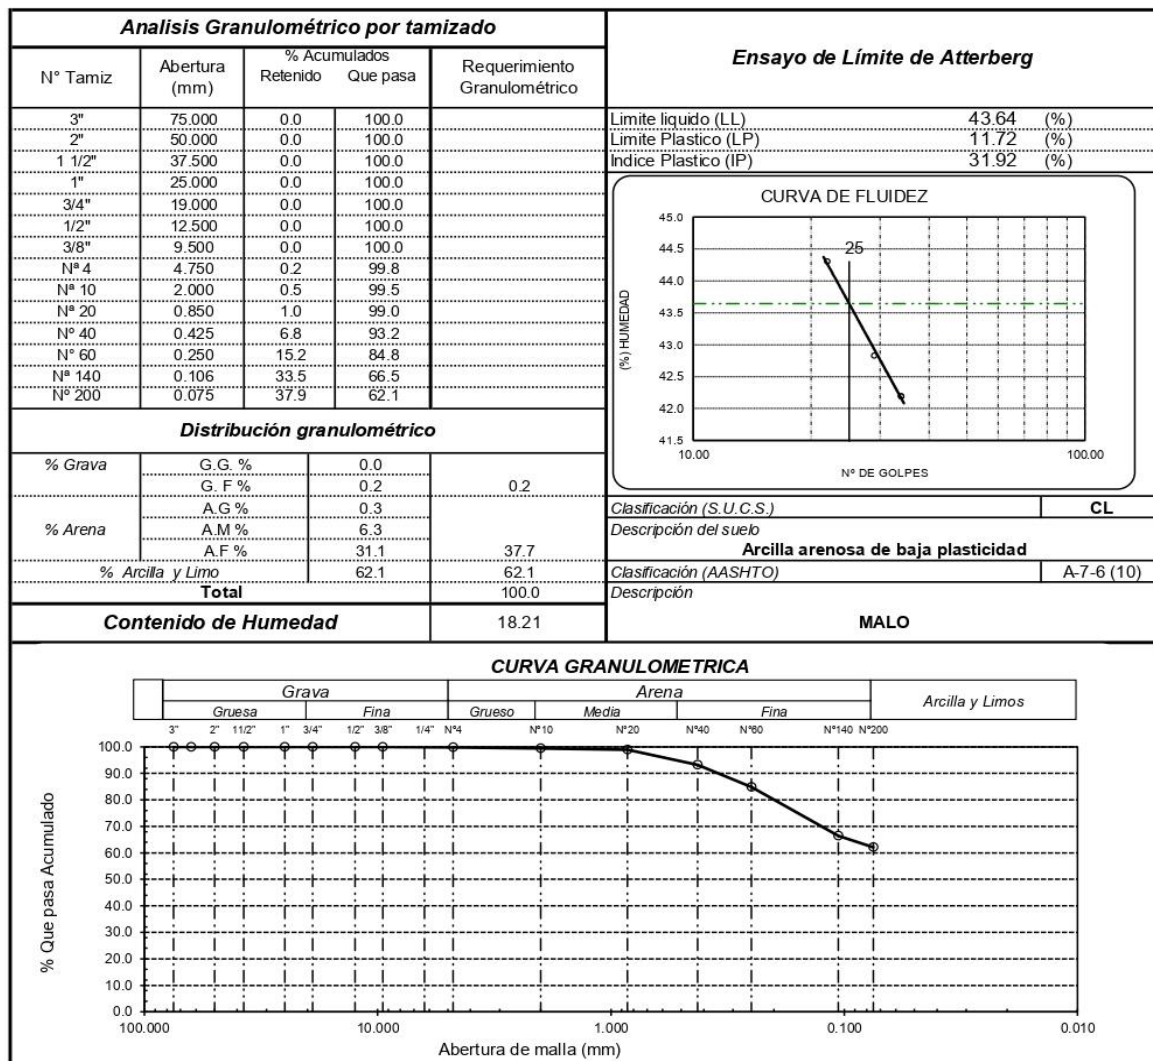 Analisis Granulométrico por tamizado
N° Tamiz Abertura (mm) % Acumulados Retenido Que pasa Requerimiento Granulométrico
3" 75.000 0.0 100.0
2" 50.000 0.0 100.0
1 1/2" 37.500 0.0 100.0
1" 25.000 0.0 100.0
3/4" 19.000 0.0 100.0
1/2" 12.500 0.0 100.0
3/8" 9.500 0.0 100.0
Nª 4 4.750 0.2 99.8
Nª 10 2.000 0.5 99.5
Nª 20 0.850 1.0 99.0
Nº 40 0.425 6.8 93.2
N° 60 0.250 15.2 84.8
Nª 140 0.106 33.5 66.5
Nº 200 0.075 37.9 62.1
Distribución granulométrico
% Grava G.G. % 0.0
G. F % 0.2 0.2
A.G % 0.3
% Arena A.M % 6.3
A.F % 31.1 37.7
% Arcilla y Limo 62.1 62.1
Total 100.0
Contenido de Humedad 18.21
Ensayo de Límite de Atterberg
Limite liquido (LL) 43.64 (%)
Limite Plastico (LP) 11.72 (%)
Indice Plastico (IP) 31.92 (%)
CURVA DE FLUIDEZ
45.0
44.5
44.0
43.5
43.0
42.5
42.0
41.5
(%) HUMEDAD
25
10.00 100.00
Nº DE GOLPES
Clasificación (S.U.C.S.) CL
Descripción del suelo
Arcilla arenosa de baja plasticidad
Clasificación (AASHTO) A-7-6 (10)
Descripción
MALO
CURVA GRANULOMETRICA
Grava Arena Arcilla y Limos
Gruesa Fina Grueso Media Fina
3" 2" 11/2" 1" 3/4" 1/2" 3/8" 1/4" Nª4 Nª10 Nª20 Nº40 N°60 Nª140 Nº200
100.0
90.0
80.0
70.0
60.0
50.0
40.0
30.0
20.0
10.0
0.0
% Que pasa Acumulado
100.000 10.000 1.000 0.100 0.010
Abertura de malla (mm)